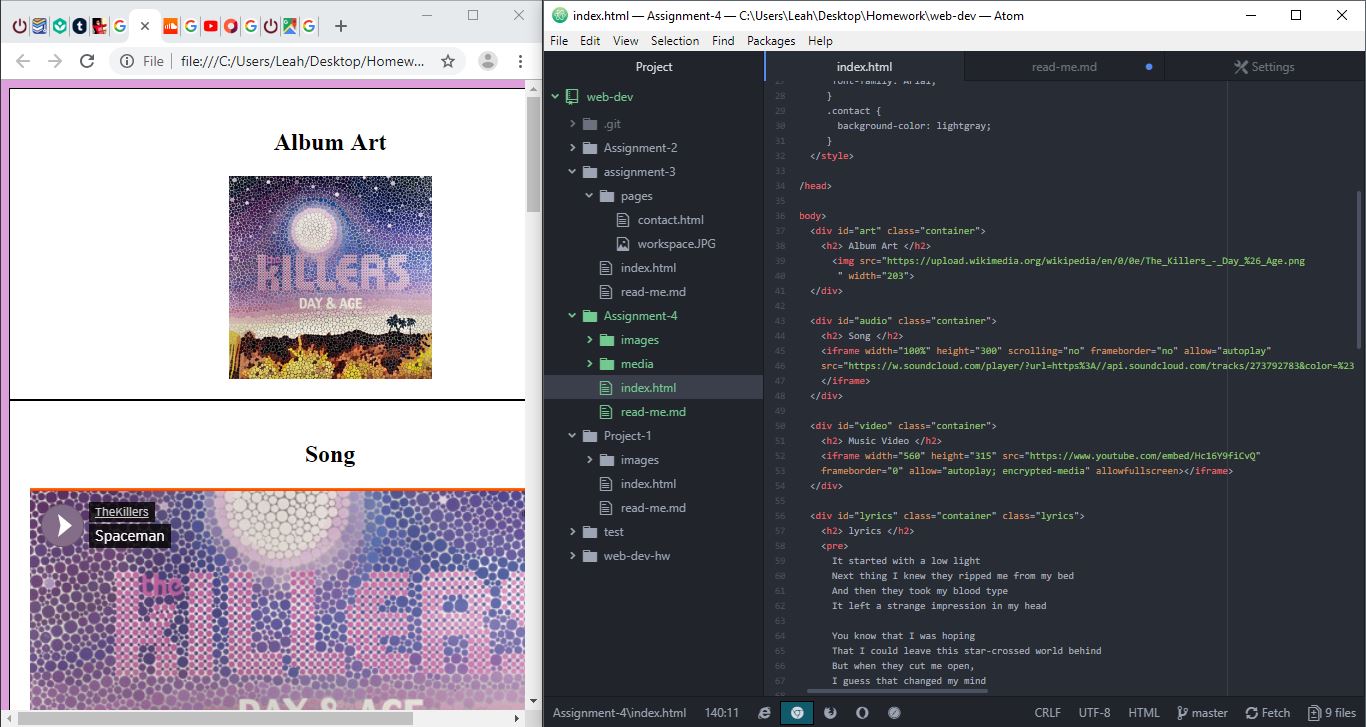 File
file:///C:/Users/Leah/Desktop/Homew...
Album Art
the
KILLERS
DAY & AGE
Song
TheKillers
Spaceman
the
KILLER
DAY & AGE
index.html — Assignment-4 — C:\Users\Leah\Desktop\Homework\web-dev — Atom
File Edit View Selection Find Packages Help
Project
web-dev
.git
Assignment-2
assignment-3
pages
contact.html
workspaceJPG
index.html
read-me.md
Assignment-4
images
media
index.html
read-me.md
Project-1
images
index.html
read-me.md
test
web-dev-hw
index.html read-me.md Settings
font-family: Arial;
28 }
29 .contact {
30 background-color: lightgray;
31 }
32 </style>
33
34 /head>
35
36 body>
37 <div id="art" class="container">
38 <h2> Album Art </h2>
39 <img src="https://upload.wikimedia.org/wikipedia/en/0/0e/The_Killers_-_Day_%26_Age.png
40 " width="203">
41 </div>
42
43 <div id="audio" class="container">
44 <h2> Song </h2>
45 <iframe width="100%" height="300" scrolling="no" frameborder="no" allow="autoplay"
46 src="https://w.soundcloud.com/player/?url=https%3A//api.soundcloud.com/tracks/273792783&color=%23
47 </iframe>
48 </div>
49
50 <div id="video" class="container">
51 <h2> Music Video </h2>
52 <iframe width="560" height="315" src="https://www.youtube.com/embed/Hc16Y9fiCvQ"
53 frameborder="0" allow="autoplay; encrypted-media" allowfullscreen></iframe>
54 </div>
55
56 <div id="lyrics" class="container" class="lyrics">
57 <h2> lyrics </h2>
58 <pre>
59 It started with a low light
60 Next thing I knew they ripped me from my bed
61 And then they took my blood type
62 It left a strange impression in my head
63
64 You know that I was hoping
65 That I could leave this star-crossed world behind
66 But when they cut me open,
67 I guess that changed my mind
Assignment-4\index.html 140:11 CRLF UTF-8 HTML master Fetch 9 files